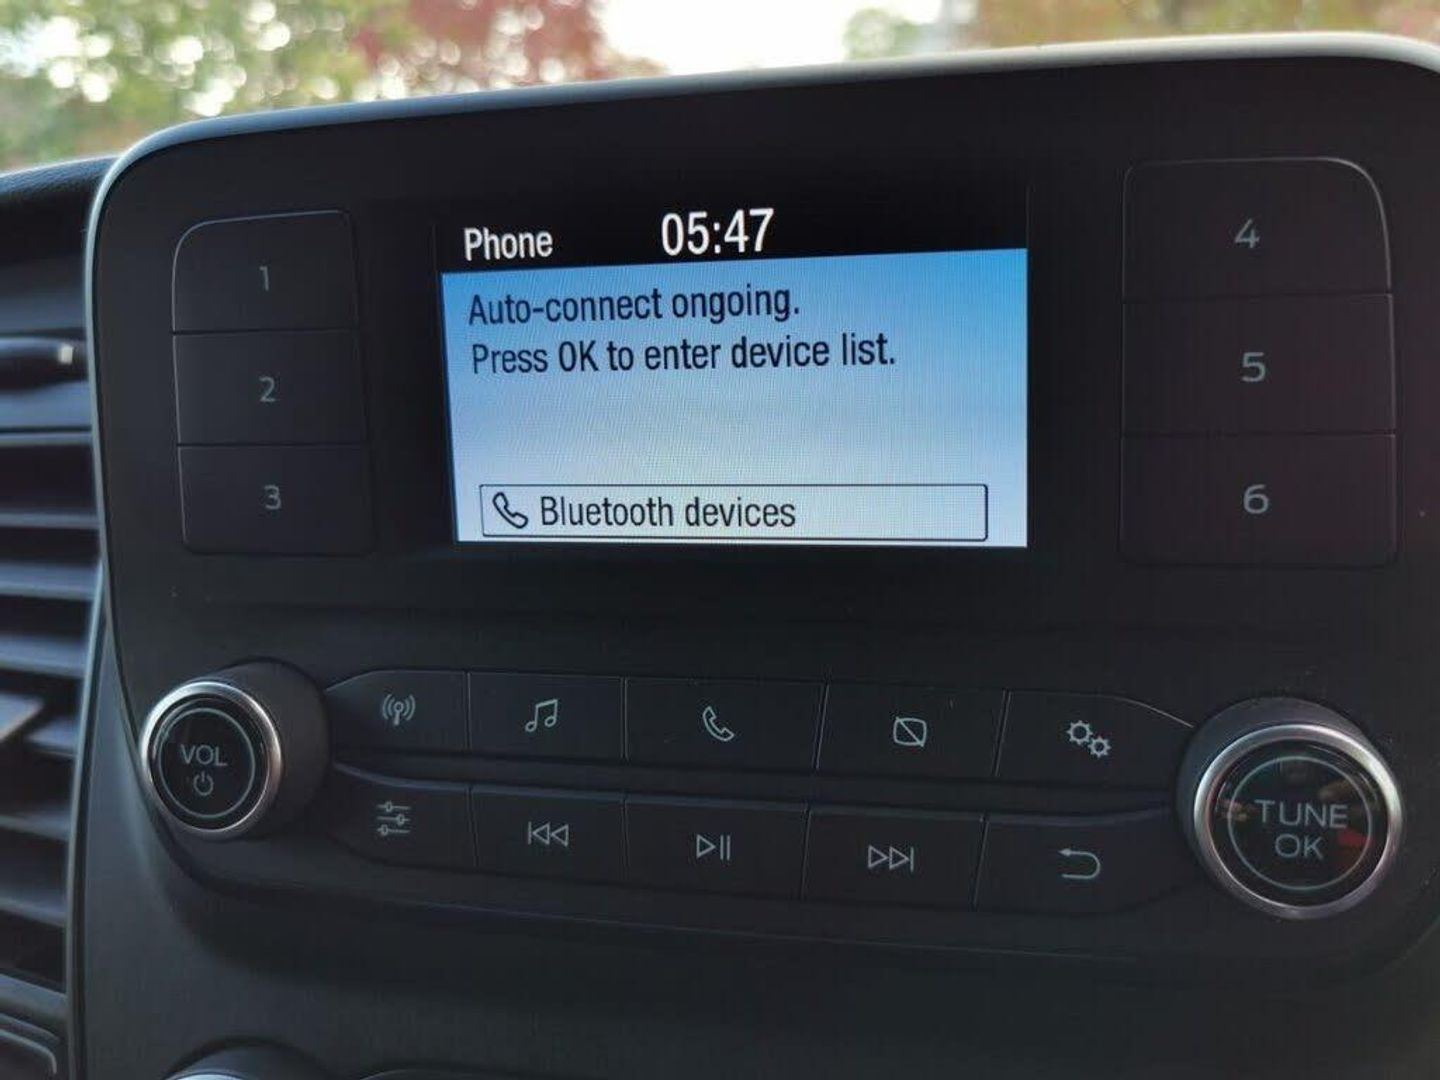 Phone 05:47
Auto-connect ongoing.
Press OK to enter device list.
Bluetooth devices
1
2
3
4
5
6
VOL
TUNE
OK